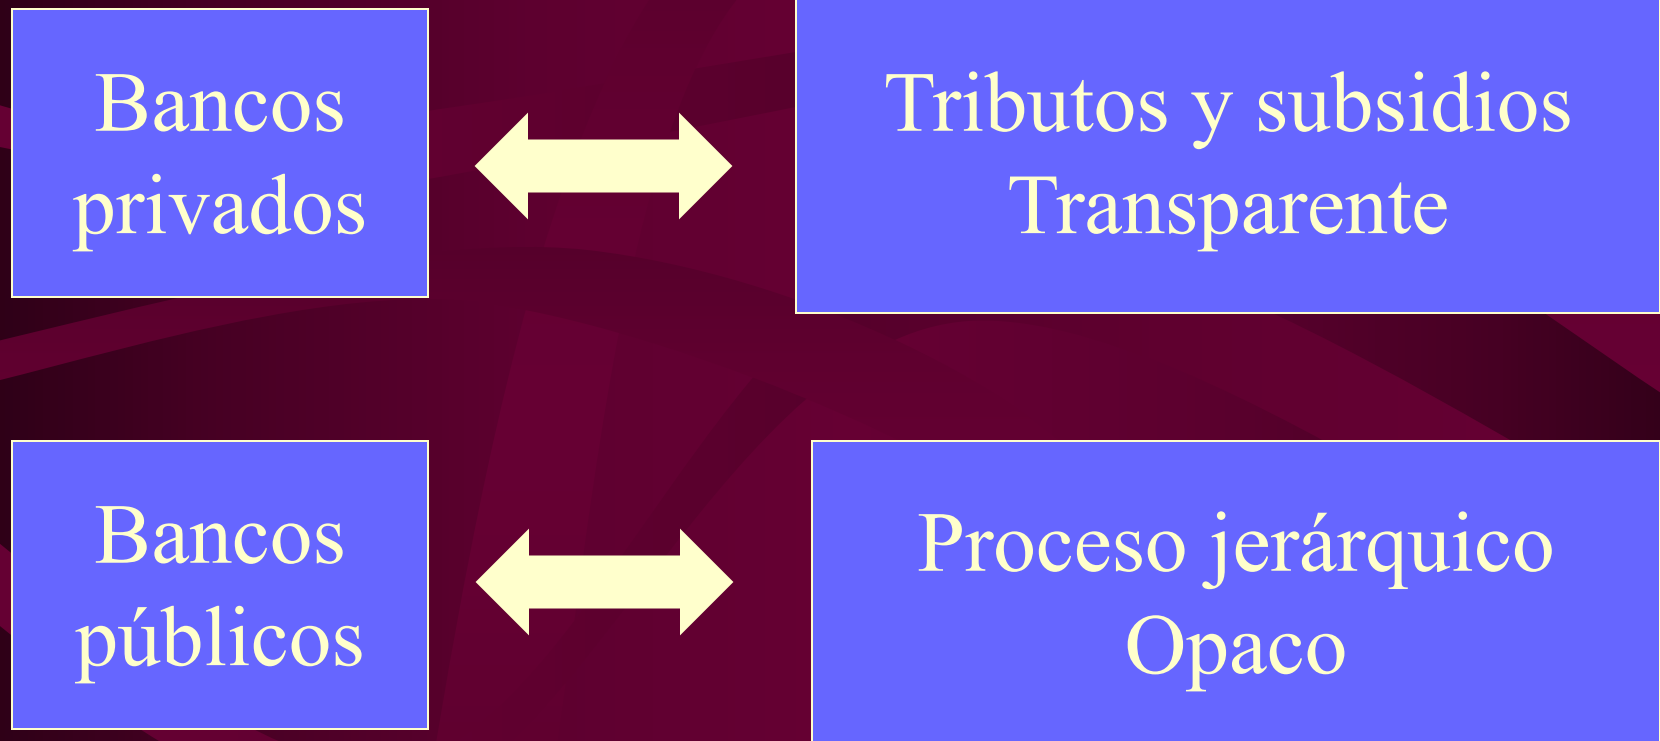 Bancos
privados
Tributos y subsidios
Transparente
Bancos
públicos
Proceso jerárquico
Opaco